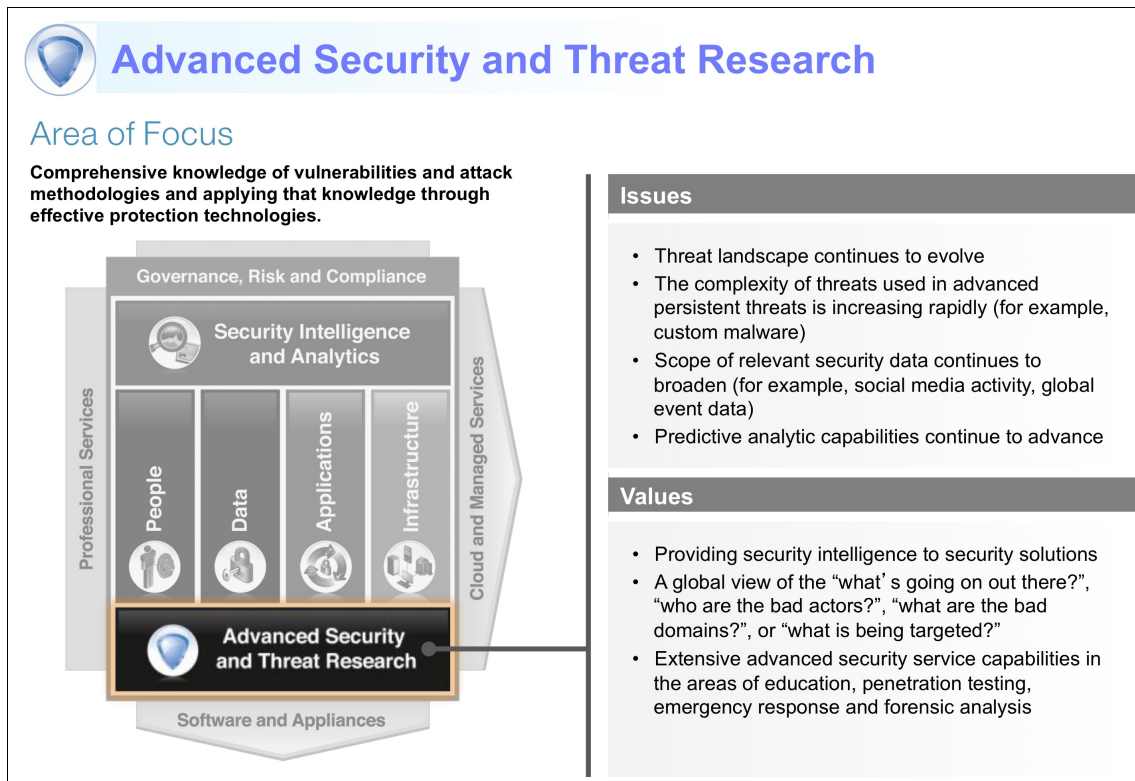 Advanced Security and Threat Research
Area of Focus
Comprehensive knowledge of vulnerabilities and attack
methodologies and applying that knowledge through
effective protection technologies.
Governance, Risk and Compliance
Security Intelligence
and Analytics
Professional Services
People
Data
Applications
Infrastructure
Cloud and Managed Services
Advanced Security
and Threat Research
Software and Appliances
Issues
• Threat landscape continues to evolve
• The complexity of threats used in advanced
persistent threats is increasing rapidly (for example,
custom malware)
• Scope of relevant security data continues to
broaden (for example, social media activity, global
event data)
• Predictive analytic capabilities continue to advance
Values
• Providing security intelligence to security solutions
• A global view of the “what’s going on out there?”,
“who are the bad actors?”, “what are the bad
domains?”, or “what is being targeted?”
• Extensive advanced security service capabilities in
the areas of education, penetration testing,
emergency response and forensic analysis